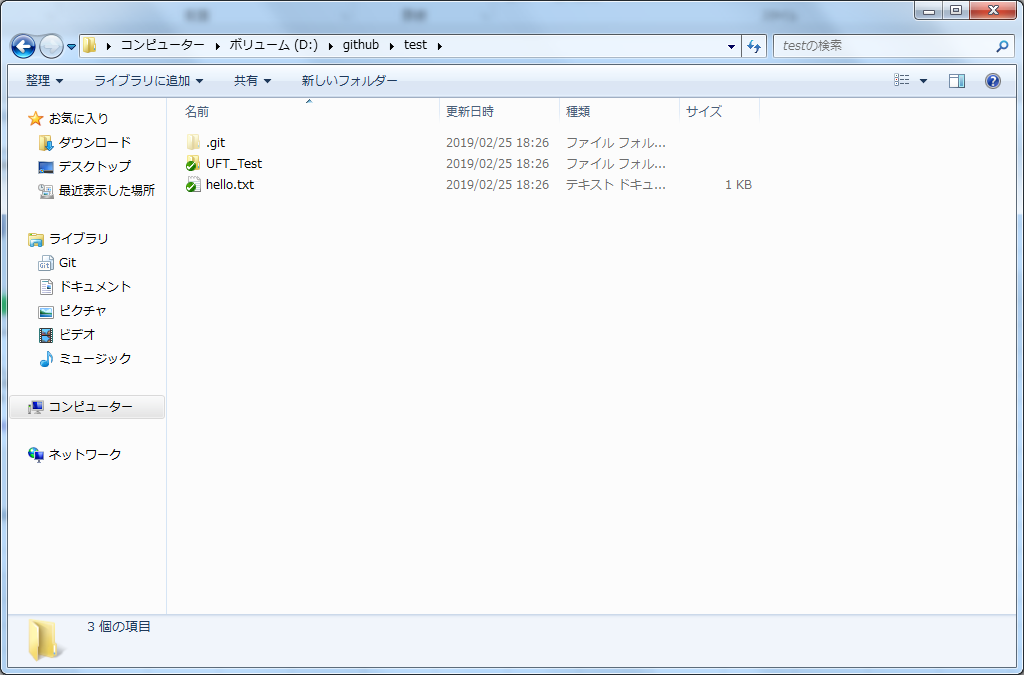 コンピューター ボリューム (D:) github test testの検索
整理 ライブラリに追加 共有 新しいフォルダー
お気に入り
ダウンロード
デスクトップ
最近表示した場所
ライブラリ
Git
ドキュメント
ピクチャ
ビデオ
ミュージック
コンピューター
ネットワーク
名前 更新日時 種類 サイズ
.git 2019/02/25 18:26 ファイル フォル...
UFT_Test 2019/02/25 18:26 ファイル フォル...
hello.txt 2019/02/25 18:26 テキスト ドキュ... 1 KB
3 個の項目